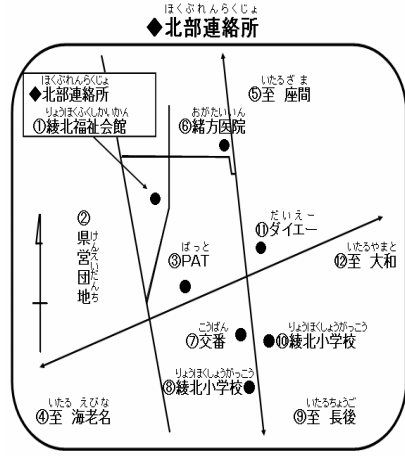 ほくぶれんらくじょ
◆北部連絡所
ほくぶれんらくじょ
◆北部連絡所
りょうほくふくしかいかん
①綾北福祉会館
いたるざま
⑤至 座間
おがたいいん
⑥緒方医院
②県営団地
けんえいだんち
だいえー
⑪ダイエー
ぱっと
③PAT
いたるやまと
⑫至 大和
こうばん
⑦交番
りょうほくしょうがっこう
⑩綾北小学校
りょうほくしょうがっこう
⑧綾北小学校
いたる えびな
④至 海老名
いたるちょうご
⑨至 長後